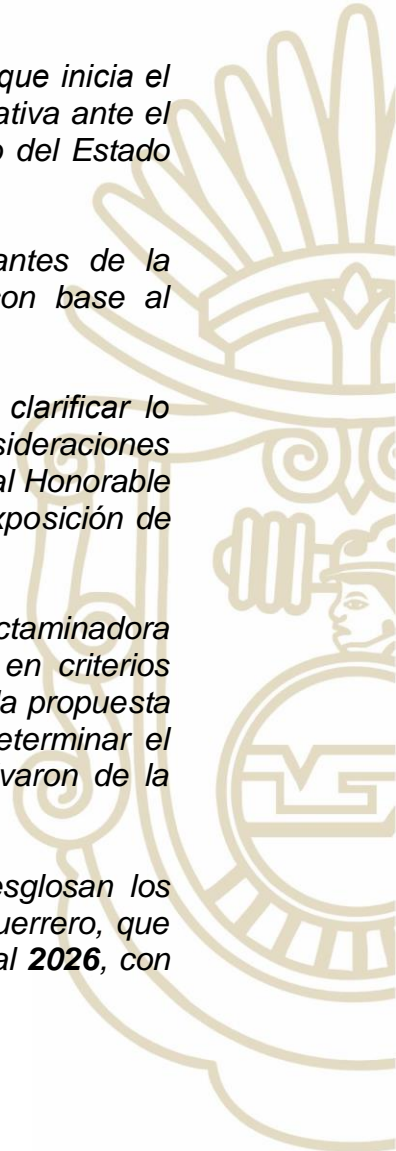 que inicia el
ativa ante el
o del Estado
antes de la
con base al
clarificar lo
sideraciones
al Honorable
xposición de
ctaminadora
en criterios
la propuesta
eterminar el
varon de la
esglosan los
uerrero, que
al 2026, con